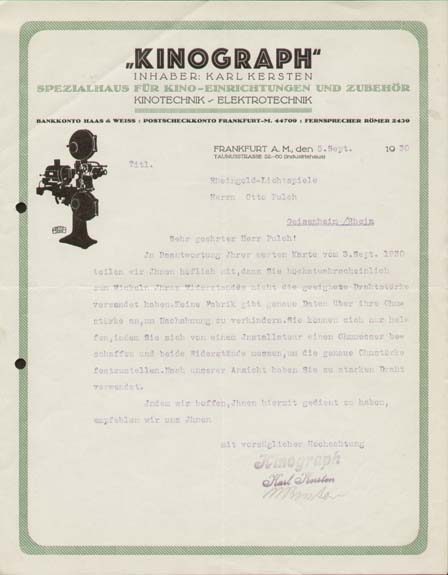 „KINOGRAPH“
INHABER: KARL KERSTEN
SPEZIALHAUS FÜR KINO-EINRICHTUNGEN UND ZUBEHÖR
KINOTECHNIK - ELEKTROTECHNIK
BANKKONTO HAAS & WEISS : POSTSCHECKKONTO FRANKFURT-M. 44709 : FERNSPRECHER RÖMER 2439
FRANKFURT A. M., den 5.Sept. 1930
TAUNUSSTRASSE 52-60 (Industriehaus)
Titl.
Rheingold-Lichtspiele
Herrn Otto Pulch
Geisenheim/Rhein
Sehr geehrter Herr Pulch!
In Beantwortung Ihrer werten Karte vom 3.Sept. 1930
teilen wir Ihnen höflich mit,dass Sie höchstwahrscheinlich
zum Wickeln Ihres Widerstandes nicht die geeignete Drahtstärke
verwandt haben.Keine Fabrik gibt genaue Daten über ihre Ohm=
stärke an,um Nachahmung zu verhindern.Sie können sich nur hel=
fen,indem Sie sich von einem Installateur einen Ohmmesser be=
schaffen und beide Widerstände messen,um die genaue Ohmstärke
festzustellen.Nach unserer Ansicht haben Sie zu starken Draht
verwendet.
Indem wir hoffen,Ihnen hiermit gedient zu haben,
empfehlen wir uns Ihnen
mit vorzüglicher Hochachtung
Kinograph
Karl Kersten